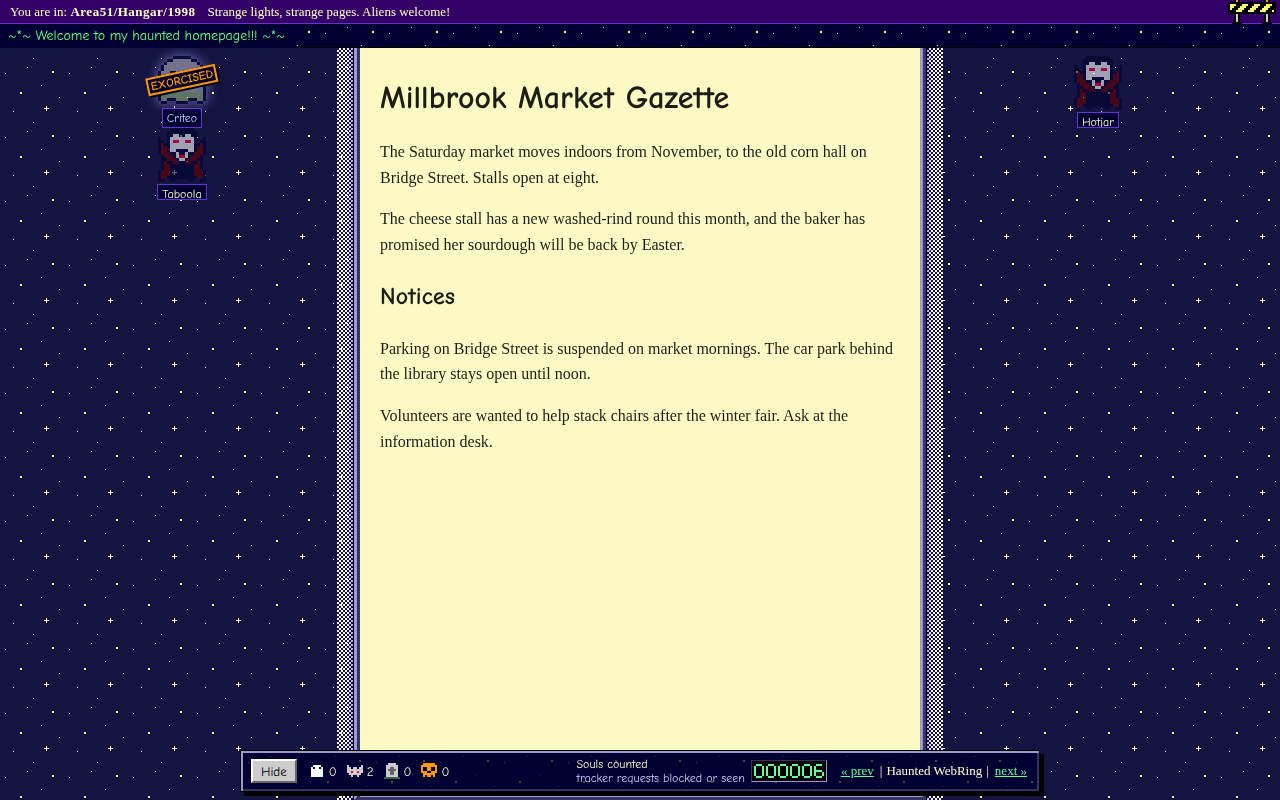 You are in: Area51/Hangar/1998 Strange lights, strange pages. Aliens welcome!
~*~ Welcome to my haunted homepage!!! ~*~
EXORCISED
Criteo
Taboola
Hotjar
Millbrook Market Gazette
The Saturday market moves indoors from November, to the old corn hall on
Bridge Street. Stalls open at eight.
The cheese stall has a new washed-rind round this month, and the baker has
promised her sourdough will be back by Easter.
Notices
Parking on Bridge Street is suspended on market mornings. The car park behind
the library stays open until noon.
Volunteers are wanted to help stack chairs after the winter fair. Ask at the
information desk.
Hide 0 2 0 0
Souls counted
tracker requests blocked or seen
000006
« prev | Haunted WebRing | next »